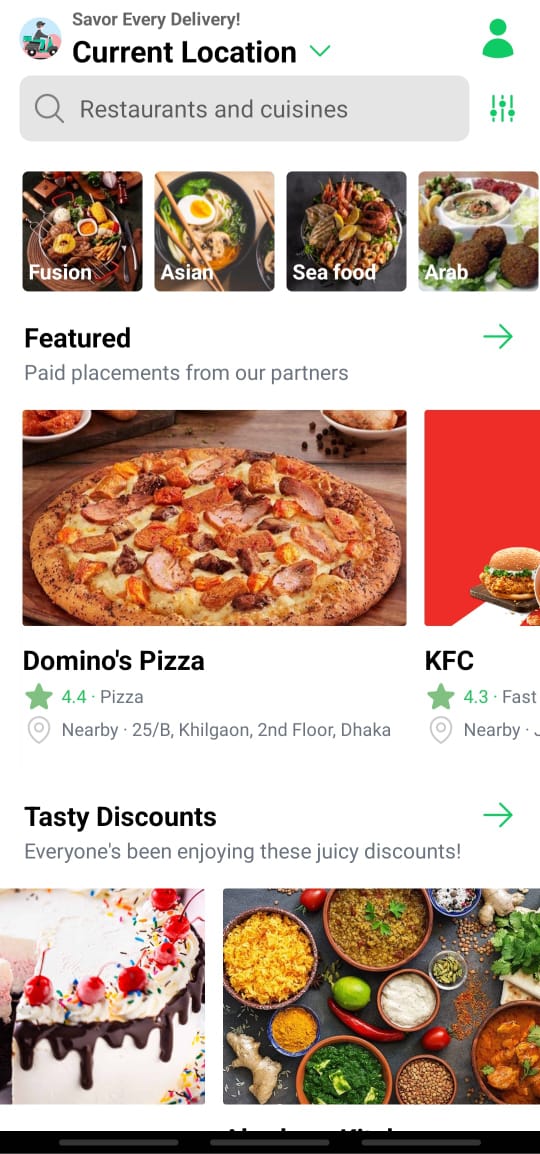 Savor Every Delivery!
Current Location
Restaurants and cuisines
Fusion
Asian
Sea food
Arab
Featured
Paid placements from our partners
Domino's Pizza
4.4 · Pizza
Nearby · 25/B, Khilgaon, 2nd Floor, Dhaka
KFC
4.3 · Fast
Nearby ·
Tasty Discounts
Everyone's been enjoying these juicy discounts!